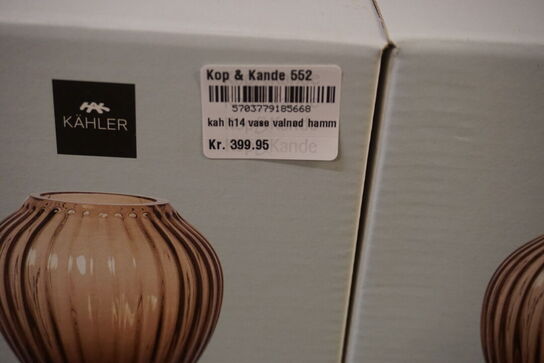 Kop & Kande 552
5703779185668
kah h14 vase valnød hamm
Kr. 399.95
KÄHLER